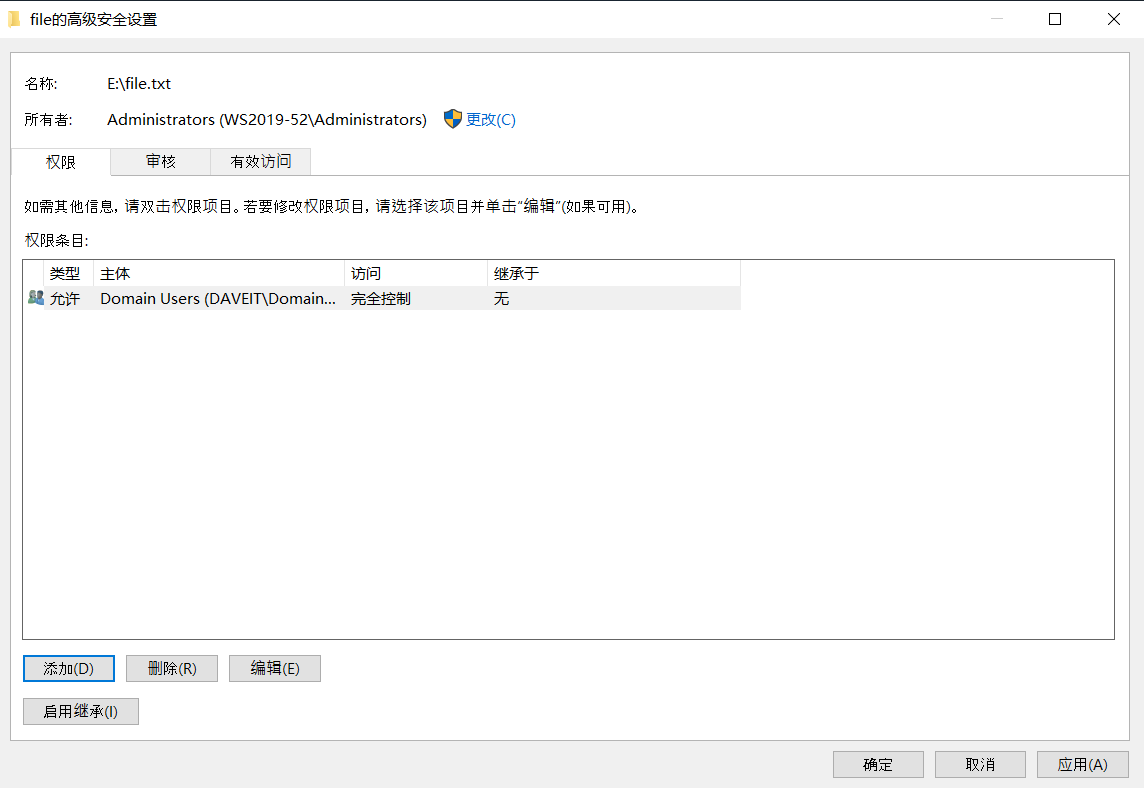 file的高级安全设置
名称: E:\file.txt
所有者: Administrators (WS2019-52\Administrators) 更改(C)
权限 审核 有效访问
如需其他信息，请双击权限项目。若要修改权限项目，请选择该项目并单击“编辑”(如果可用)。
权限条目:
类型 主体 访问 继承于
允许 Domain Users (DAVEIT\Domain... 完全控制 无
添加(D) 删除(R) 编辑(E)
启用继承(I)
确定 取消 应用(A)